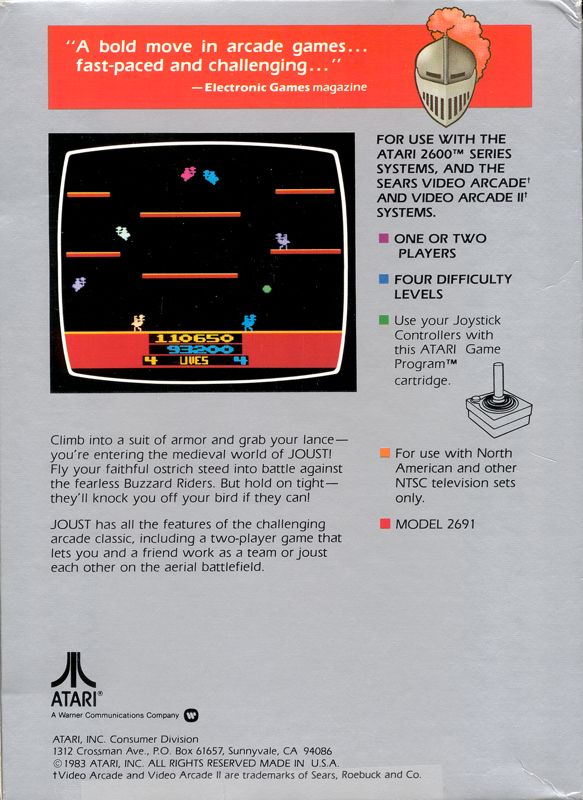 “A bold move in arcade games...
fast-paced and challenging...”
—Electronic Games magazine
FOR USE WITH THE
ATARI 2600™ SERIES
SYSTEMS, AND THE
SEARS VIDEO ARCADE†
AND VIDEO ARCADE II†
SYSTEMS.
ONE OR TWO
PLAYERS
FOUR DIFFICULTY
LEVELS
Use your Joystick
Controllers with
this ATARI Game
Program™
cartridge.
For use with North
American and other
NTSC television sets
only.
MODEL 2691
110650
93200
4 LIVES 4
Climb into a suit of armor and grab your lance—
you’re entering the medieval world of JOUST!
Fly your faithful ostrich steed into battle against
the fearless Buzzard Riders. But hold on tight—
they’ll knock you off your bird if they can!
JOUST has all the features of the challenging
arcade classic, including a two-player game that
lets you and a friend work as a team or joust
each other on the aerial battlefield.
ATARI®
A Warner Communications Company
ATARI, INC. Consumer Division
1312 Crossman Ave., P.O. Box 61657, Sunnyvale, CA 94086
©1983 ATARI, INC. ALL RIGHTS RESERVED MADE IN U.S.A.
†Video Arcade and Video Arcade II are trademarks of Sears, Roebuck and Co.